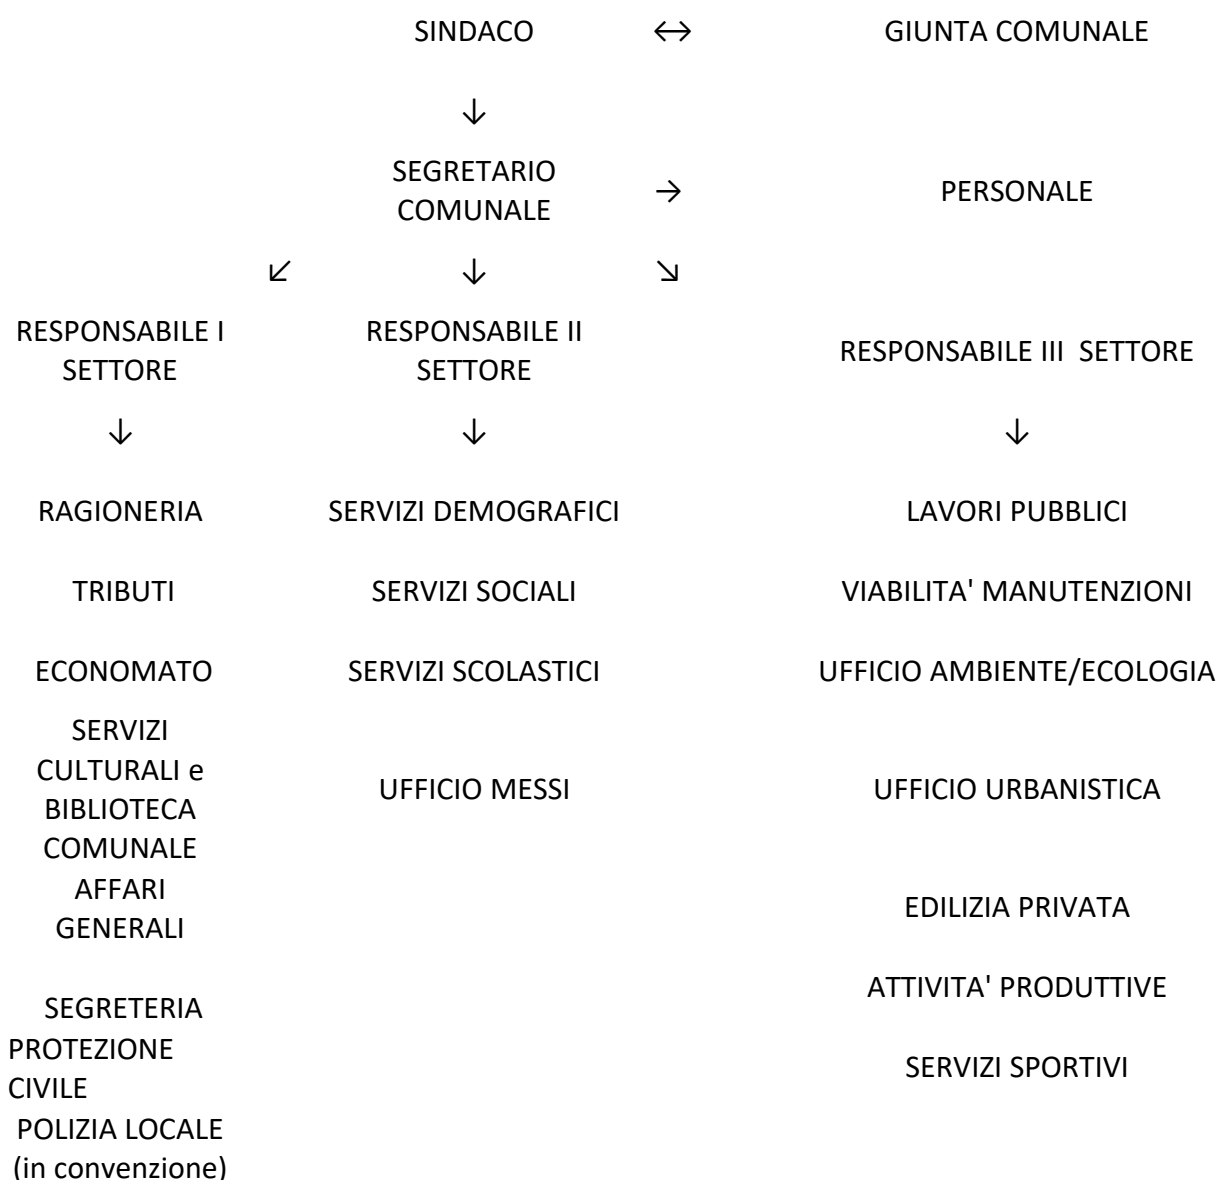 SINDACO ↔ GIUNTA COMUNALE
↓
SEGRETARIO
COMUNALE
→
PERSONALE
↙ ↓ ↘
RESPONSABILE I
SETTORE
RESPONSABILE II
SETTORE
RESPONSABILE III SETTORE
↓ ↓ ↓
RAGIONERIA
SERVIZI DEMOGRAFICI
LAVORI PUBBLICI
TRIBUTI
SERVIZI SOCIALI
VIABILITA' MANUTENZIONI
ECONOMATO
SERVIZI SCOLASTICI
UFFICIO AMBIENTE/ECOLOGIA
SERVIZI
CULTURALI e
BIBLIOTECA
COMUNALE
UFFICIO MESSI
UFFICIO URBANISTICA
AFFARI
GENERALI
EDILIZIA PRIVATA
SEGRETERIA
ATTIVITA' PRODUTTIVE
PROTEZIONE
CIVILE
SERVIZI SPORTIVI
POLIZIA LOCALE
(in convenzione)